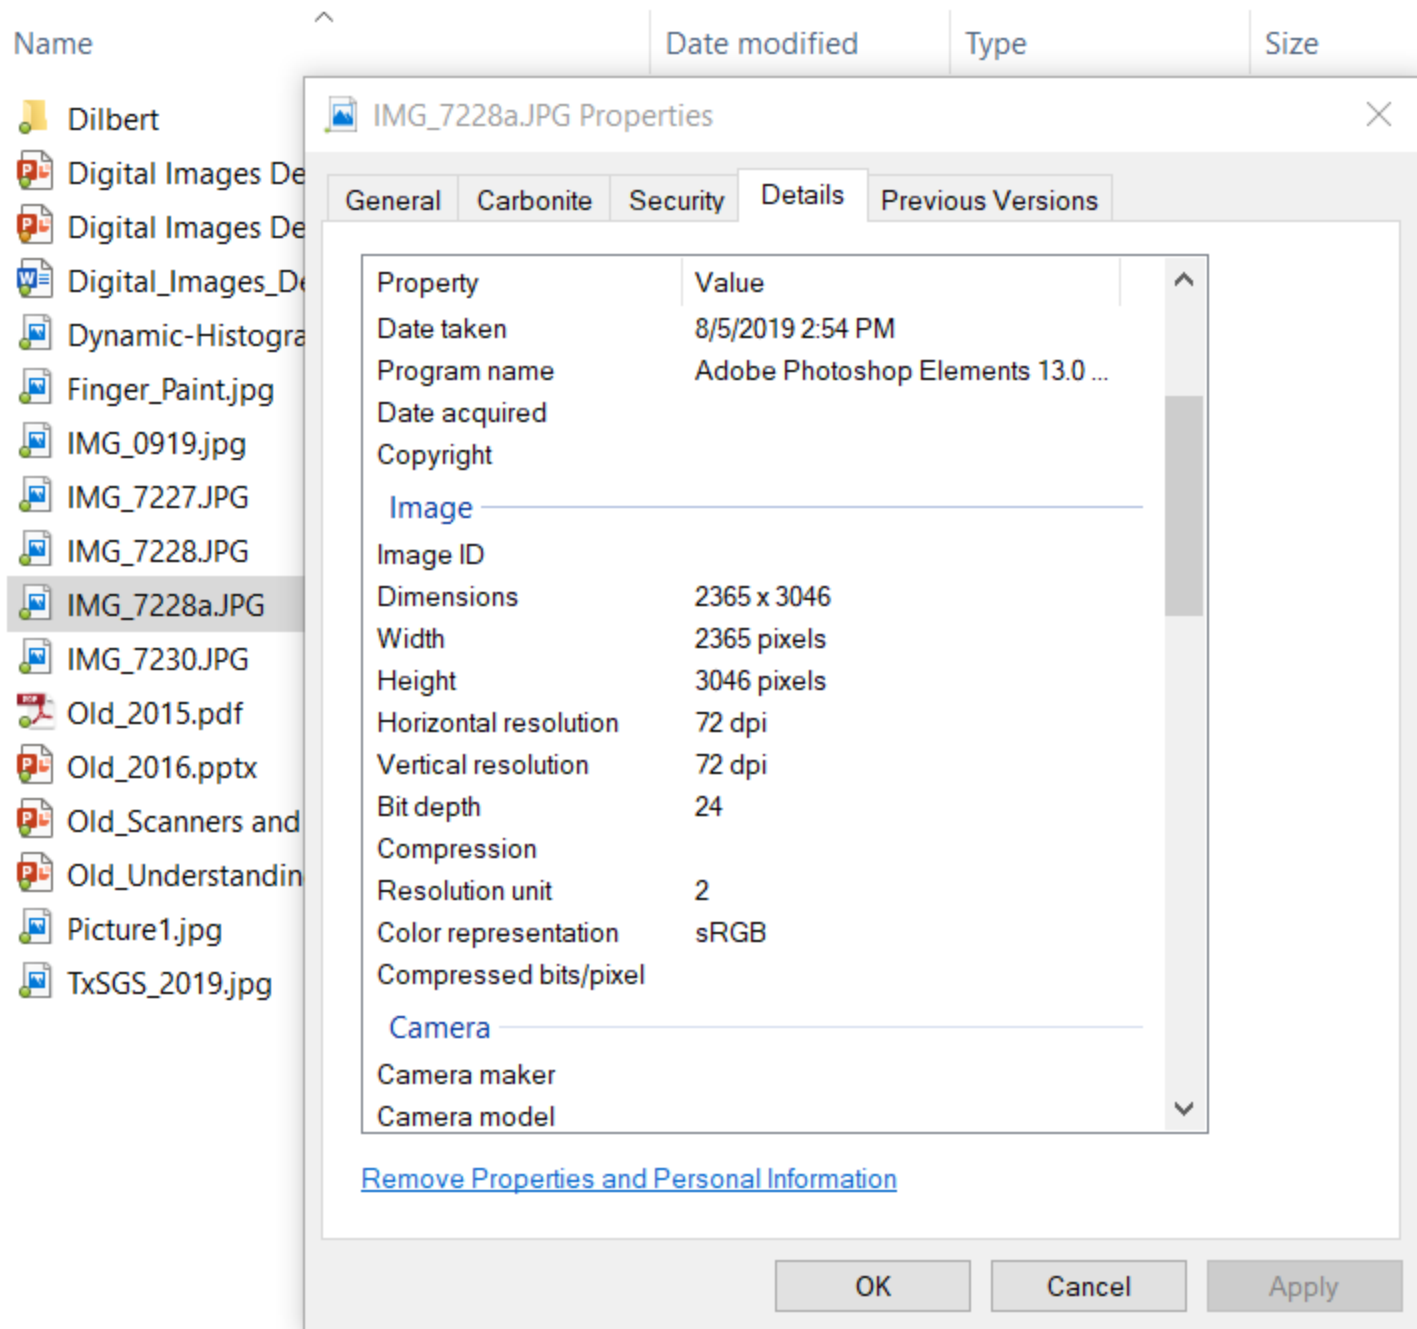 Name Date modified Type Size
Dilbert
Digital Images De
Digital Images De
Digital_Images_De
Dynamic-Histogra
Finger_Paint.jpg
IMG_0919.jpg
IMG_7227.JPG
IMG_7228.JPG
IMG_7228a.JPG
IMG_7230.JPG
Old_2015.pdf
Old_2016.pptx
Old_Scanners and
Old_Understandin
Picture1.jpg
TxSGS_2019.jpg
IMG_7228a.JPG Properties
General Carbonite Security Details Previous Versions
Property Value
Date taken 8/5/2019 2:54 PM
Program name Adobe Photoshop Elements 13.0 ...
Date acquired
Copyright
Image
Image ID
Dimensions 2365 x 3046
Width 2365 pixels
Height 3046 pixels
Horizontal resolution 72 dpi
Vertical resolution 72 dpi
Bit depth 24
Compression
Resolution unit 2
Color representation sRGB
Compressed bits/pixel
Camera
Camera maker
Camera model
Remove Properties and Personal Information
OK Cancel Apply